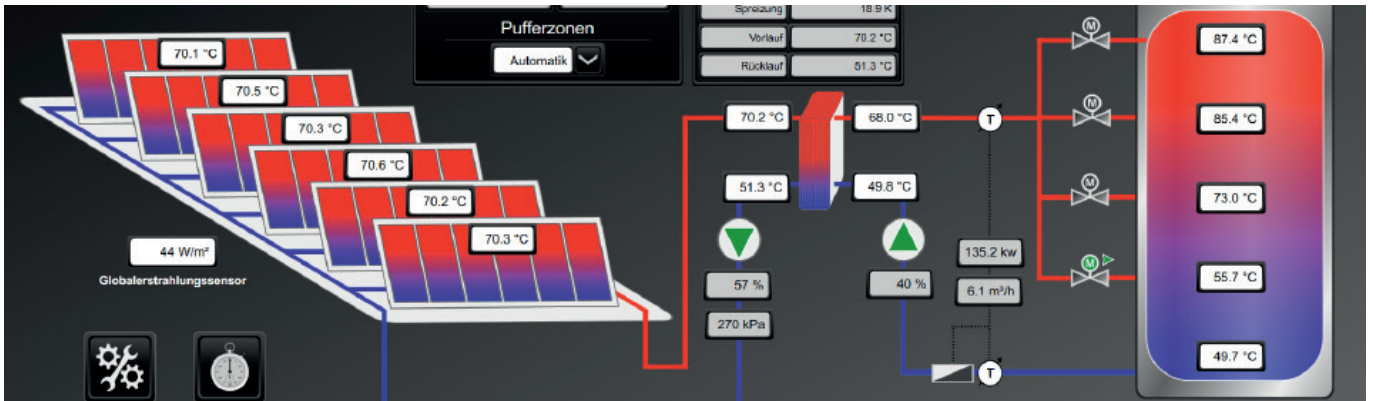 Spreizung 18.9 K
Pufferzonen
Vorlauf 70.2 °C
Automatik
Rücklauf 51.3 °C
70.1 °C
70.5 °C
70.3 °C
70.6 °C
70.2 °C
70.3 °C
44 W/m²
Globalerstrahlungssensor
70.2 °C 68.0 °C
51.3 °C 49.8 °C
57 % 40 %
270 kPa
T
135.2 kw
6.1 m³/h
T
M
M
M
M
87.4 °C
85.4 °C
73.0 °C
55.7 °C
49.7 °C